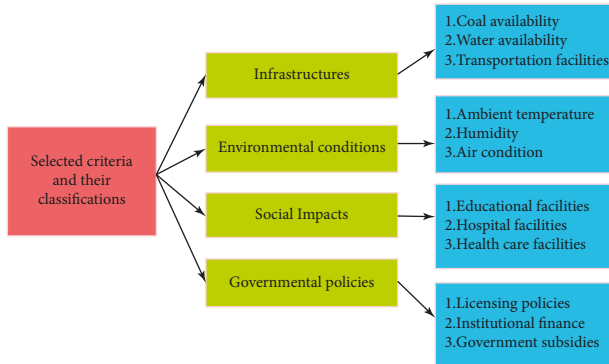 Selected criteria
and their
classifications
Infrastructures
1.Coal availability
2.Water availability
3.Transportation facilities
Environmental conditions
1.Ambient temperature
2.Humidity
3.Air condition
Social Impacts
1.Educational facilities
2.Hospital facilities
3.Health care facilities
Governmental policies
1.Licensing policies
2.Institutional finance
3.Government subsidies